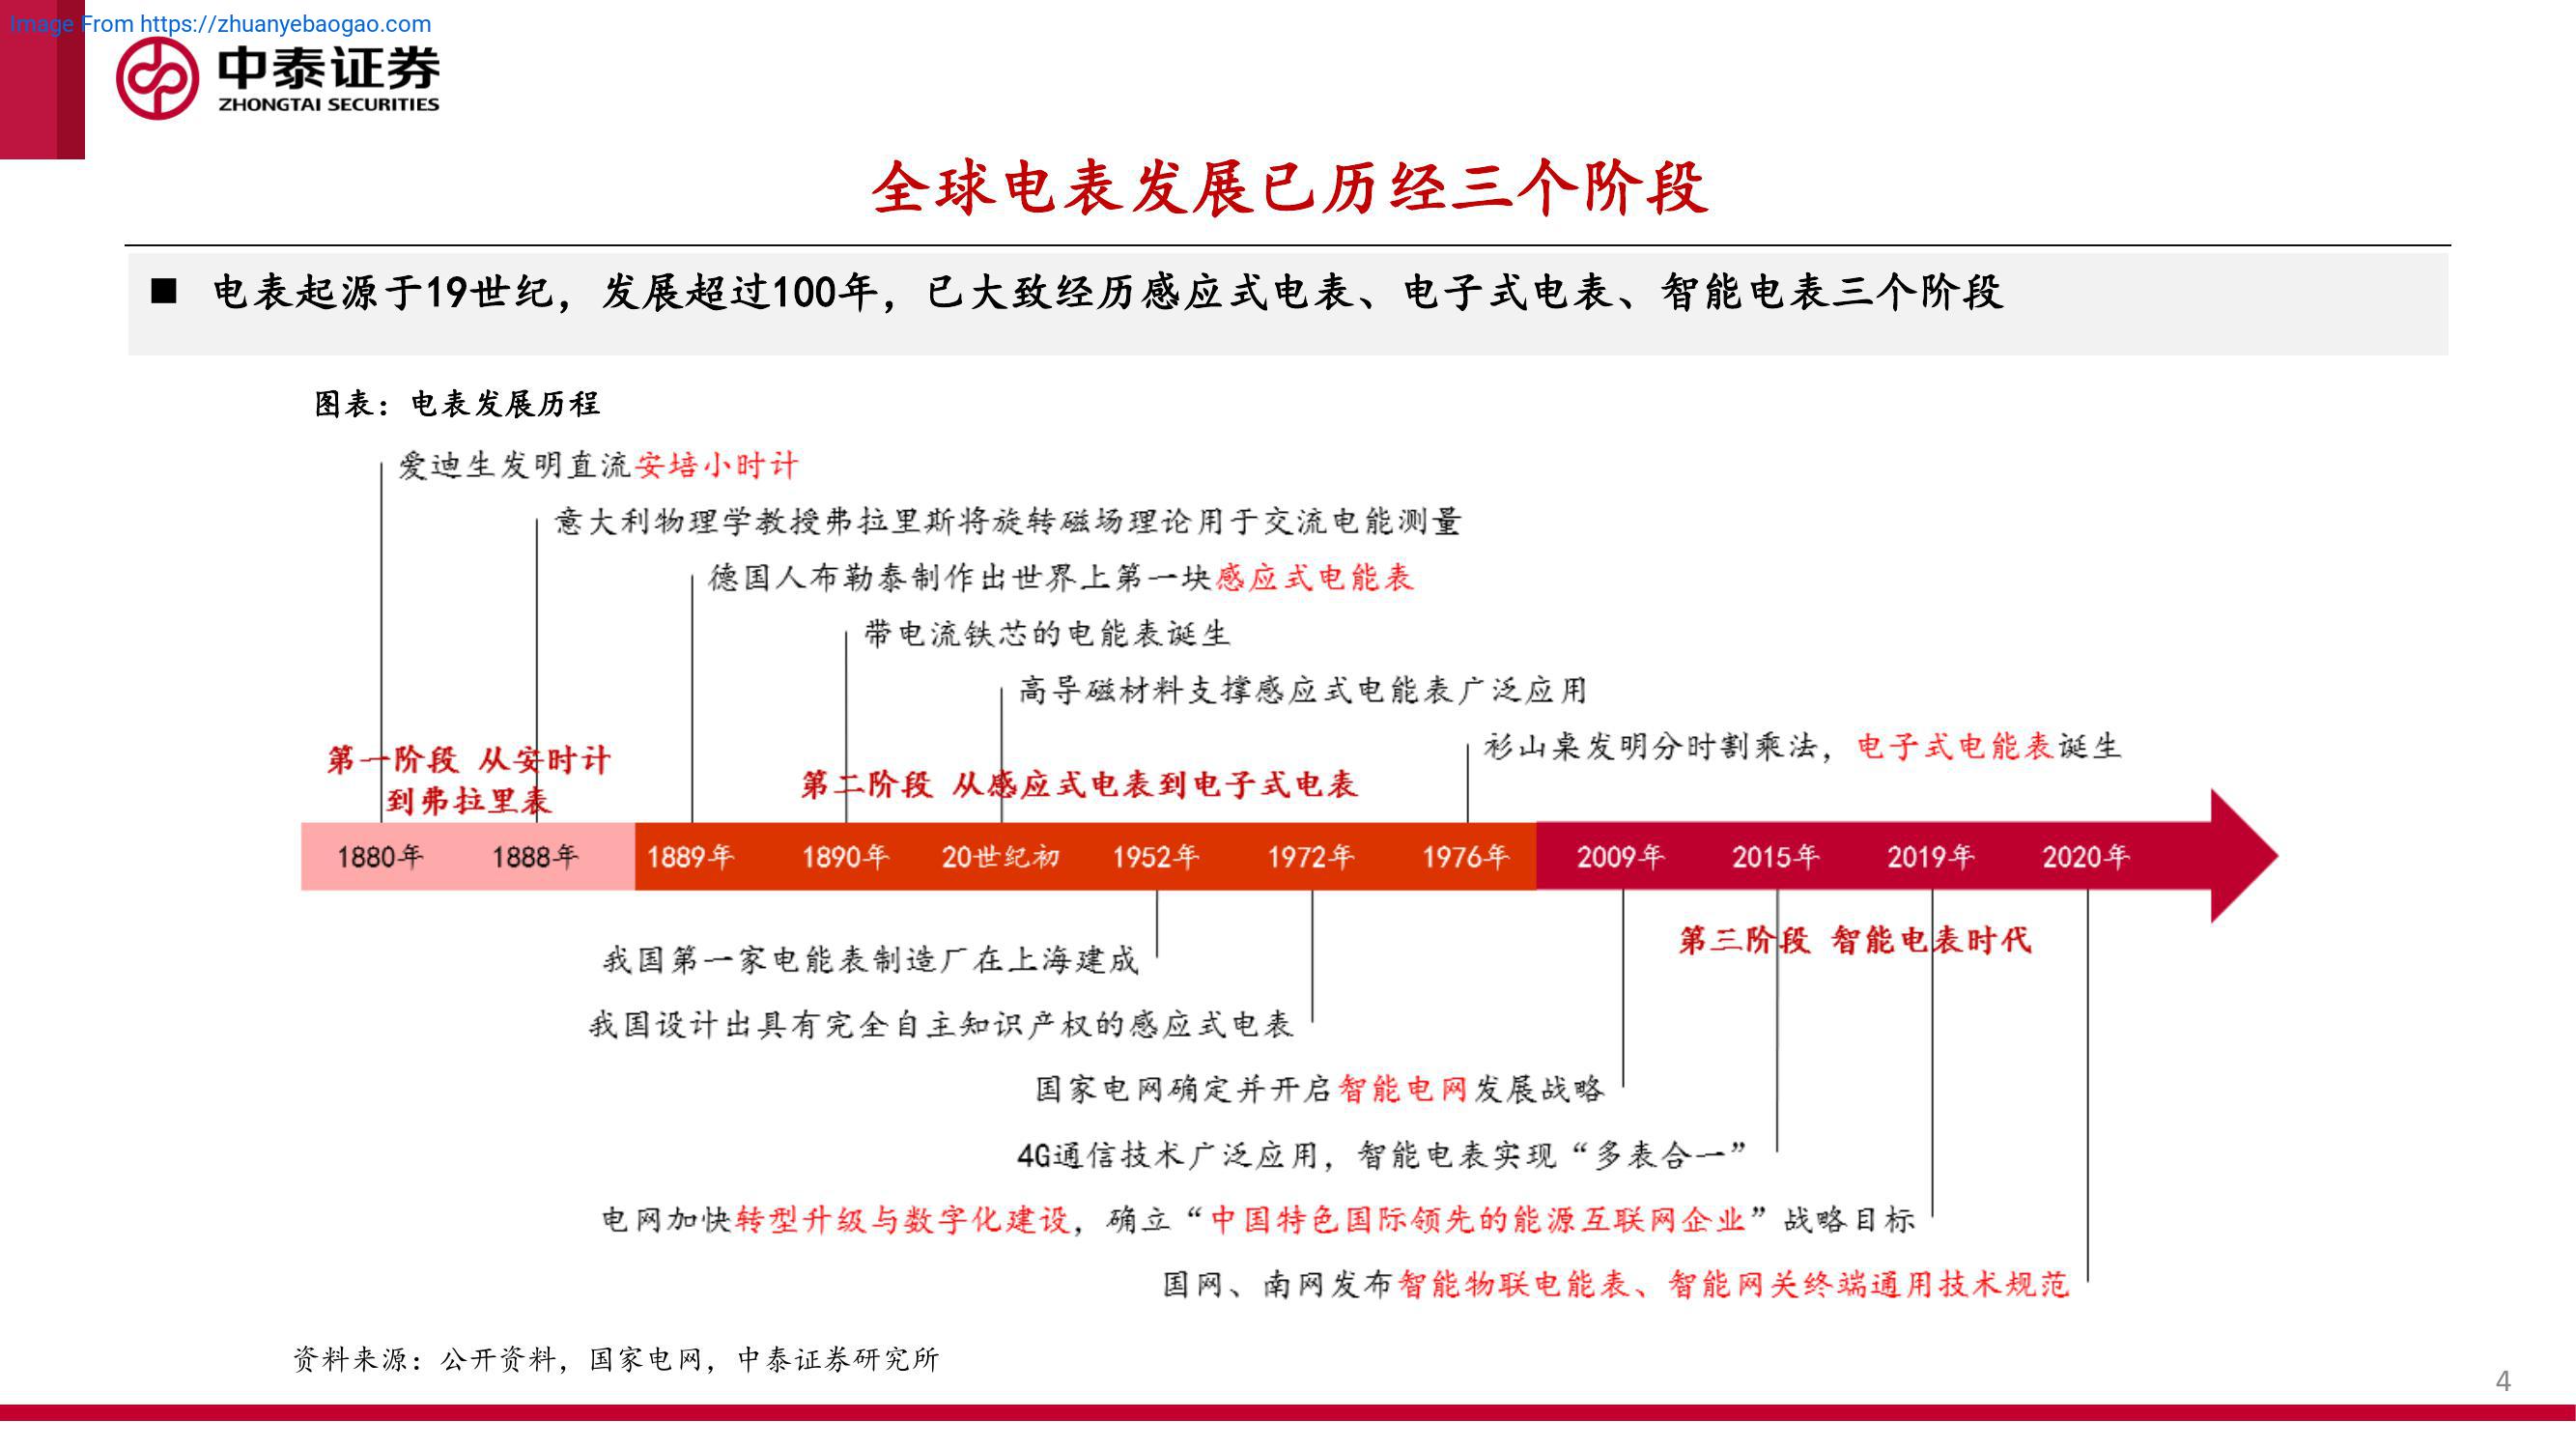 Image From https://zhuanyebaogao.com
中泰证券
ZHONGTAI SECURITIES
全球电表发展已历经三个阶段
■ 电表起源于19世纪，发展超过100年，已大致经历感应式电表、电子式电表、智能电表三个阶段
图表：电表发展历程
爱迪生发明直流安培小时计
意大利物理学教授弗拉里斯将旋转磁场理论用于交流电能测量
德国人布勒泰制作出世界上第一块感应式电能表
带电流铁芯的电能表诞生
高导磁材料支撑感应式电能表广泛应用
衫山桌发明分时割乘法，电子式电能表诞生
第一阶段 从安时计
到弗拉里表
第二阶段 从感应式电表到电子式电表
1880年 1888年 1889年 1890年 20世纪初 1952年 1972年 1976年 2009年 2015年 2019年 2020年
第三阶段 智能电表时代
我国第一家电能表制造厂在上海建成
我国设计出具有完全自主知识产权的感应式电表
国家电网确定并开启智能电网发展战略
4G通信技术广泛应用，智能电表实现“多表合一”
电网加快转型升级与数字化建设，确立“中国特色国际领先的能源互联网企业”战略目标
国网、南网发布智能物联电能表、智能网关终端通用技术规范
资料来源：公开资料，国家电网，中泰证券研究所
4